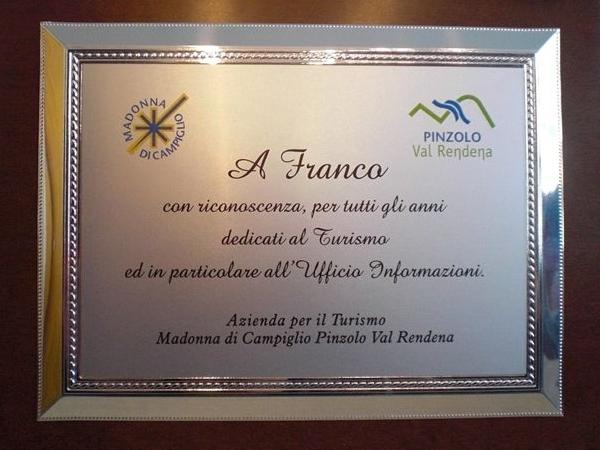 MADONNA
DI CAMPIGLIO
PINZOLO
Val Rendena
A Franco
con riconoscenza, per tutti gli anni
dedicati al Turismo
ed in particolare all'Ufficio Informazioni.
Azienda per il Turismo
Madonna di Campiglio Pinzolo Val Rendena